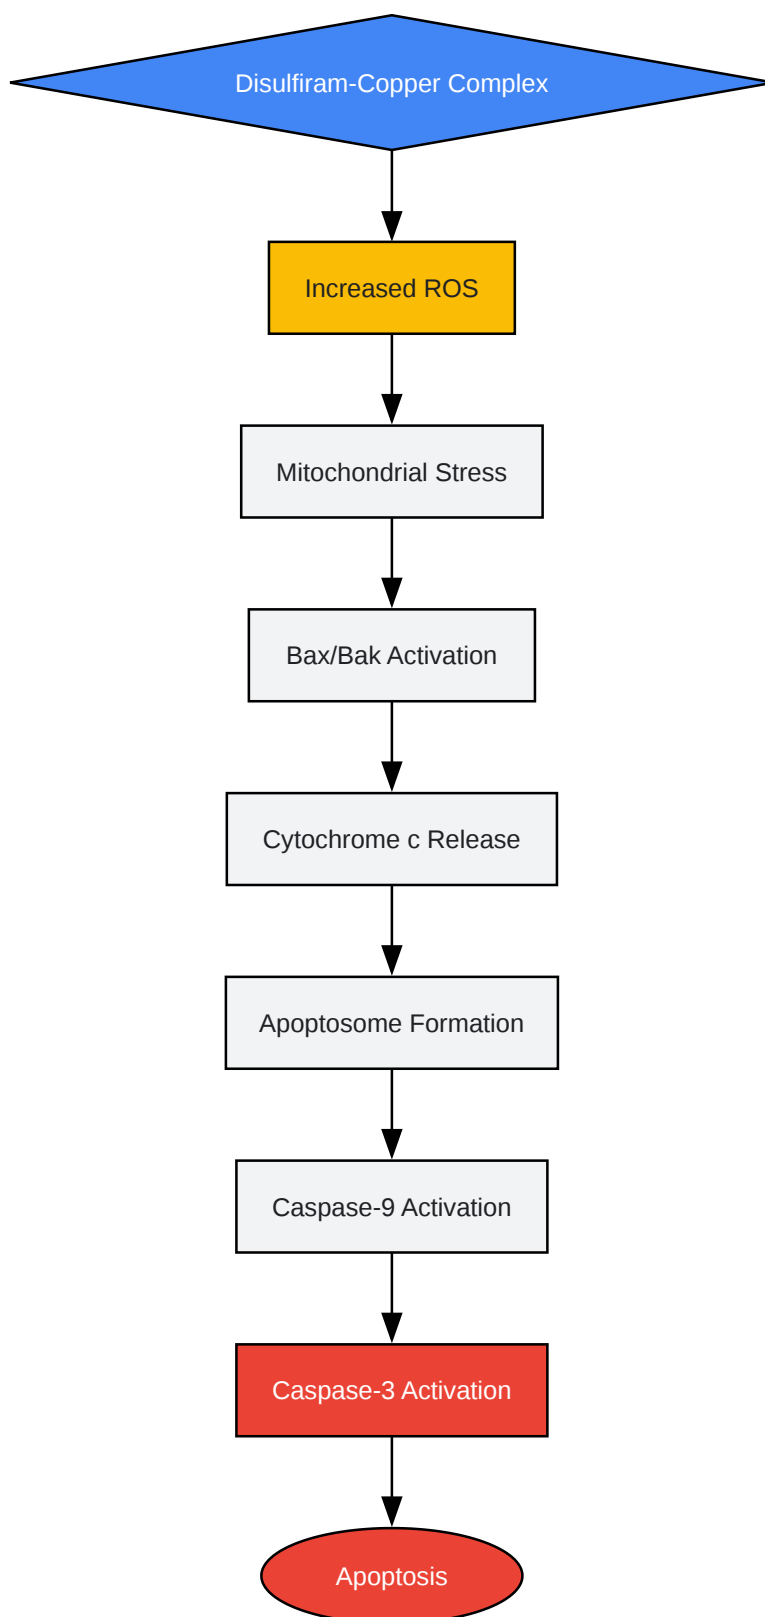 Disulfiram-Copper Complex
Increased ROS
Mitochondrial Stress
Bax/Bak Activation
Cytochrome c Release
Apoptosome Formation
Caspase-9 Activation
Caspase-3 Activation
Apoptosis